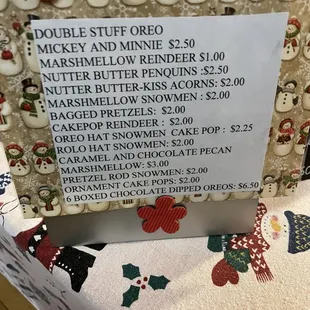 DOUBLE STUFF OREO
MICKEY AND MINNIE $2.50
MARSHMELLOW REINDEER $1.00
NUTTER BUTTER PENQUINS :$2.50
NUTTER BUTTER-KISS ACORNS: $2.00
MARSHMELLOW SNOWMEN : $2.00
BAGGED PRETZELS: $2.00
CAKEPOP REINDEER : $2.00
OREO HAT SNOWMEN CAKE POP : $2.25
ROLO HAT SNOWMEN: $2.00
CARAMEL AND CHOCOLATE PECAN
MARSHMELLOW: $3.00
PRETZEL ROD SNOWMEN: $2.00
ORNAMENT CAKE POPS: $2.00
6 BOXED CHOCOLATE DIPPED OREOS: $6.50